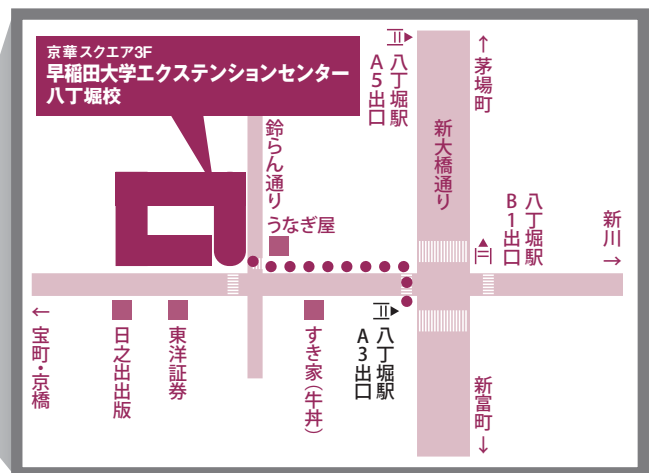 京華スクエア3F
早稲田大学エクステンションセンター
八丁堀校
八丁堀駅
A5出口
↑茅場町
鈴らん通り
新大橋通り
うなぎ屋
八丁堀駅
B1出口
新川→
←宝町・京橋
日之出出版
東洋証券
すき家(牛丼)
八丁堀駅
A3出口
新富町→